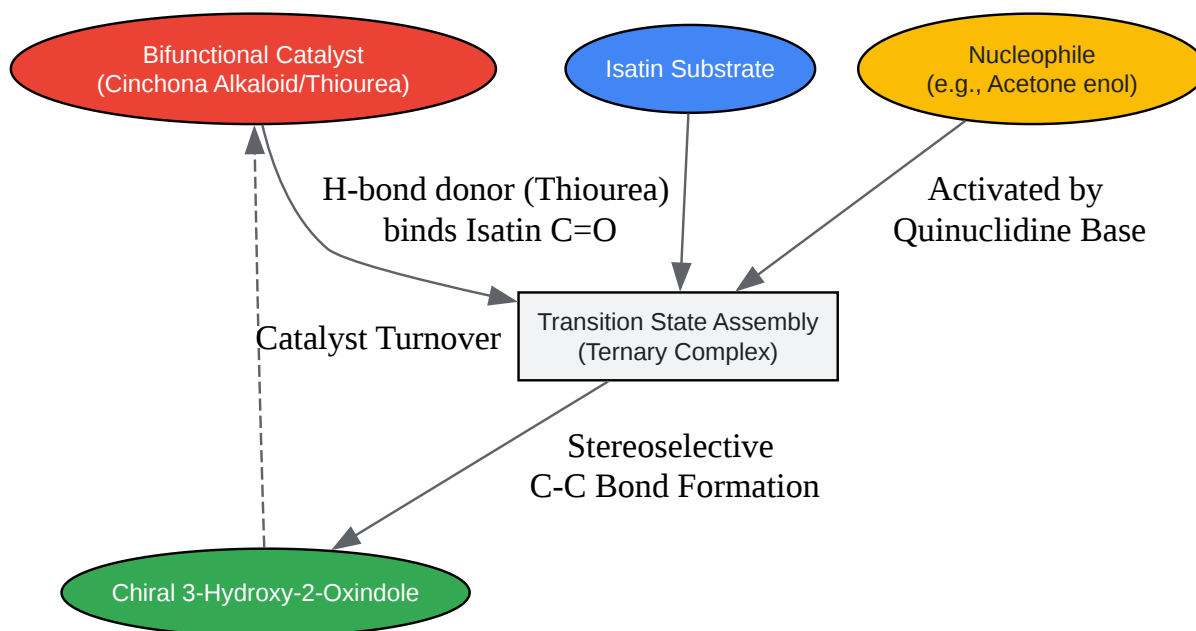 Bifunctional Catalyst
(Cinchona Alkaloid/Thiourea)
Isatin Substrate
Nucleophile
(e.g., Acetone enol)
H-bond donor (Thiourea)
binds Isatin C=O
Activated by
Quinuclidine Base
Transition State Assembly
(Ternary Complex)
Catalyst Turnover
Stereoselective
C-C Bond Formation
Chiral 3-Hydroxy-2-Oxindole